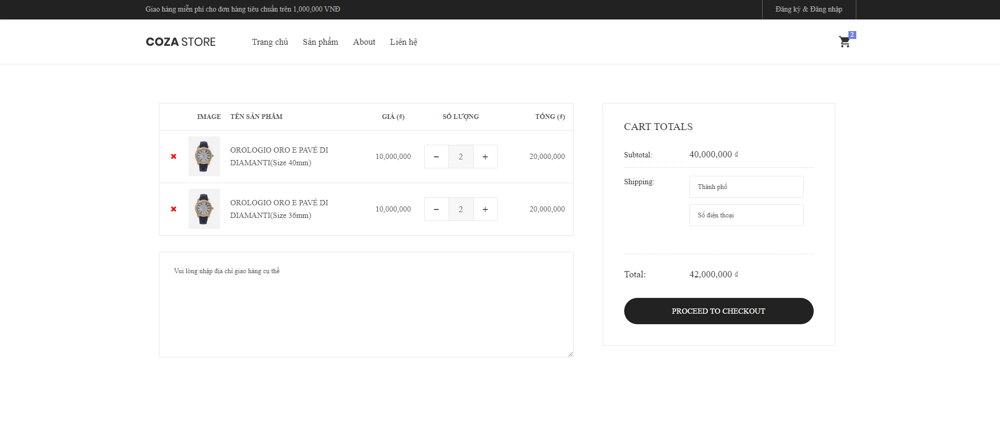 Giao hàng miễn phí cho đơn hàng tiêu chuẩn trên 1,000,000 VNĐ
Đăng ký & Đăng nhập
COZA STORE
Trang chủ
Sản phẩm
About
Liên hệ
2
IMAGE
TÊN SẢN PHẨM
GIÁ (₫)
SỐ LƯỢNG
TỔNG (₫)
OROLOGIO ORO E PAVÉ DI
DIAMANTI(Size 40mm)
10,000,000
2
20,000,000
OROLOGIO ORO E PAVÉ DI
DIAMANTI(Size 36mm)
10,000,000
2
20,000,000
Vui lòng nhập địa chỉ giao hàng cụ thể
CART TOTALS
Subtotal:
40,000,000 ₫
Shipping:
Thành phố
Số điện thoại
Total:
42,000,000 ₫
PROCEED TO CHECKOUT